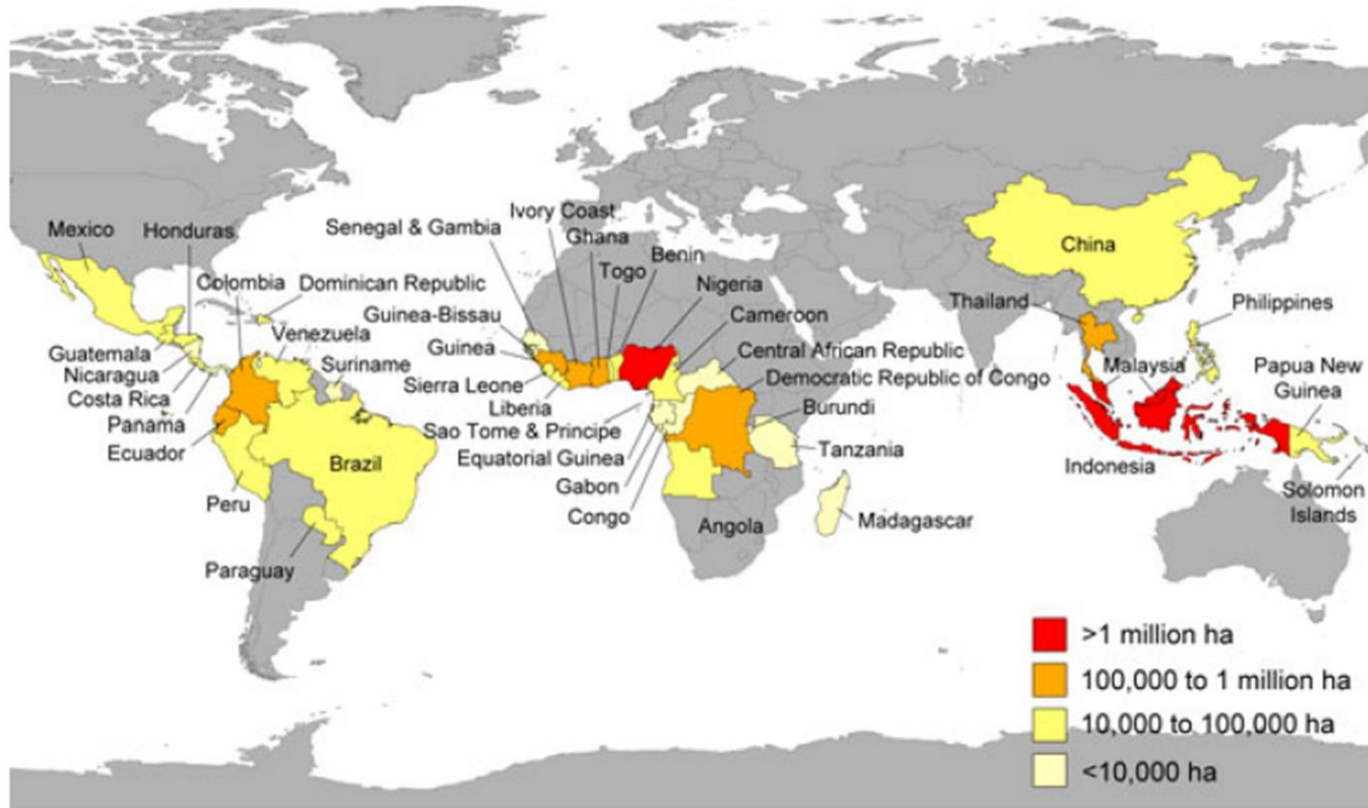 Mexico
Honduras
Colombia
Dominican Republic
Venezuela
Guatemala
Suriname
Nicaragua
Costa Rica
Panama
Ecuador
Brazil
Peru
Paraguay
Senegal & Gambia
Ivory Coast
Ghana
Togo
Benin
Nigeria
Guinea-Bissau
Cameroon
Guinea
Central African Republic
Sierra Leone
Democratic Republic of Congo
Liberia
Burundi
Sao Tome & Principe
Tanzania
Equatorial Guinea
Gabon
Congo
Angola
Madagascar
China
Thailand
Philippines
Malaysia
Papua New
Guinea
Indonesia
Solomon
Islands
>1 million ha
100,000 to 1 million ha
10,000 to 100,000 ha
<10,000 ha